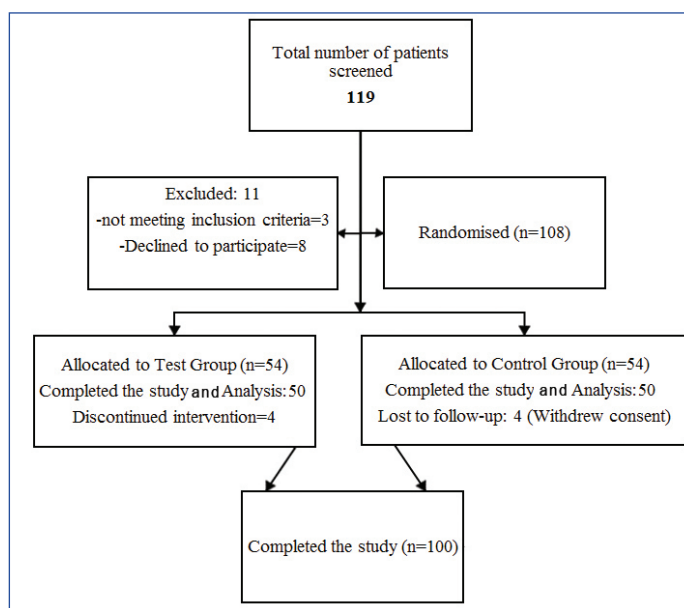 Total number of patients
screened
119
Excluded: 11
-not meeting inclusion criteria=3
-Declined to participate=8
Randomised (n=108)
Allocated to Test Group (n=54)
Completed the study and Analysis:50
Discontinued intervention=4
Allocated to Control Group (n=54)
Completed the study and Analysis:50
Lost to follow-up: 4 (Withdrew consent)
Completed the study (n=100)